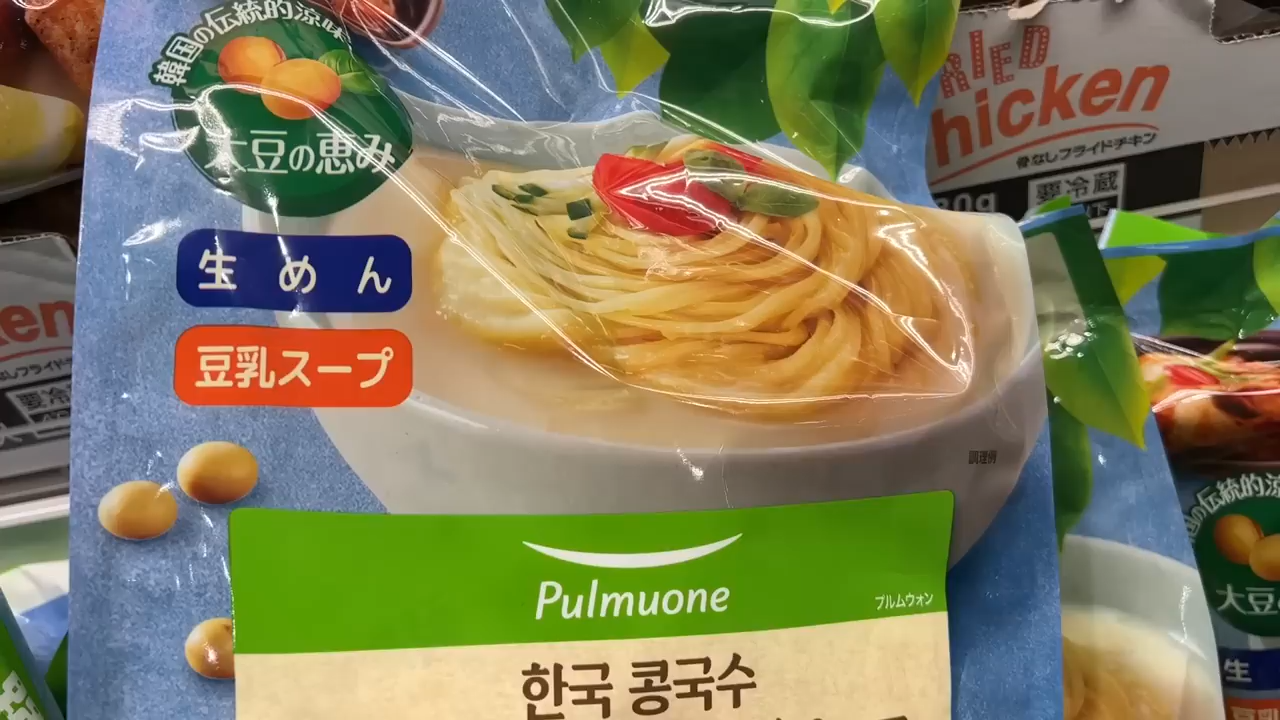 韓国の伝統的涼味
大豆の恵み
生めん
豆乳スープ
調理例
Pulmuone
プルムウォン
한국 콩국수
RIED
hicken
骨なしフライドチキン
要冷蔵
ken
の伝統的涼
大豆
生